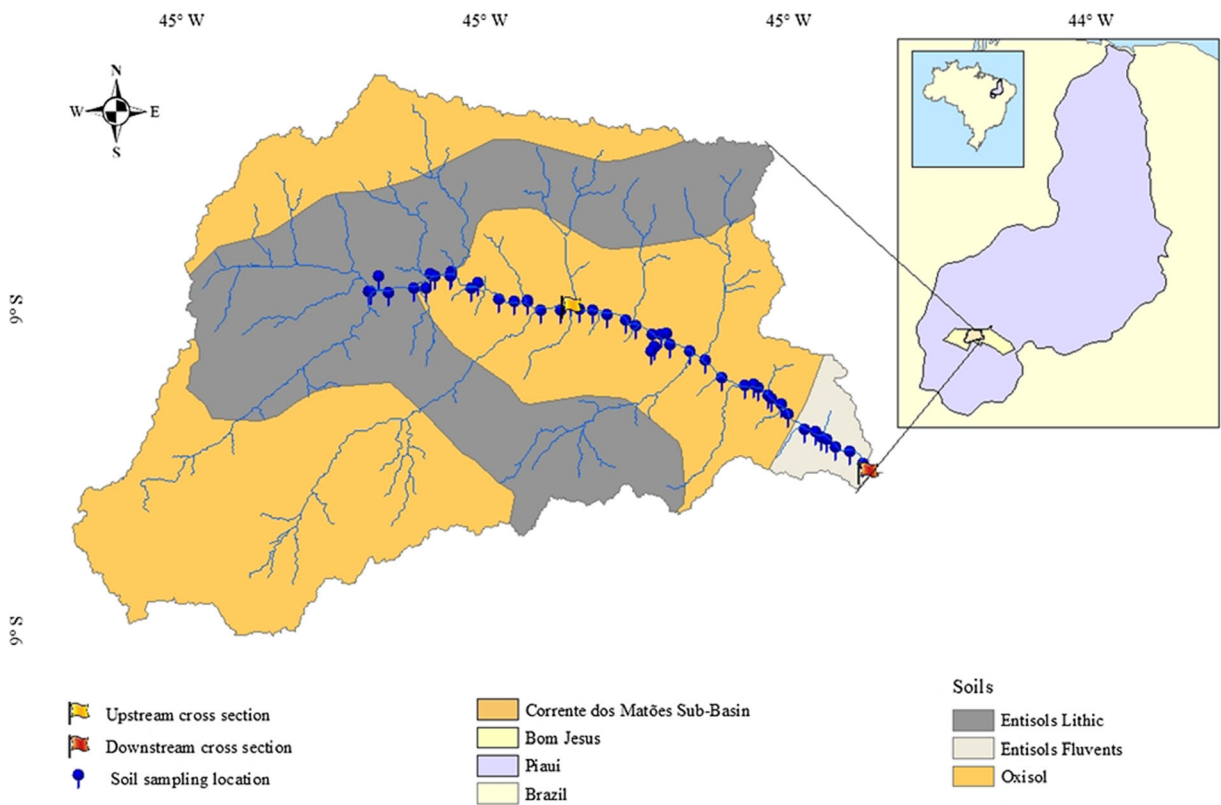 45° W
45° W
45° W
44° W
N
W
E
S
9° S
9° S
Upstream cross section
Downstream cross section
Soil sampling location
Corrente dos Matões Sub-Basin
Bom Jesus
Piaui
Brazil
Soils
Entisols Lithic
Entisols Fluvents
Oxisol